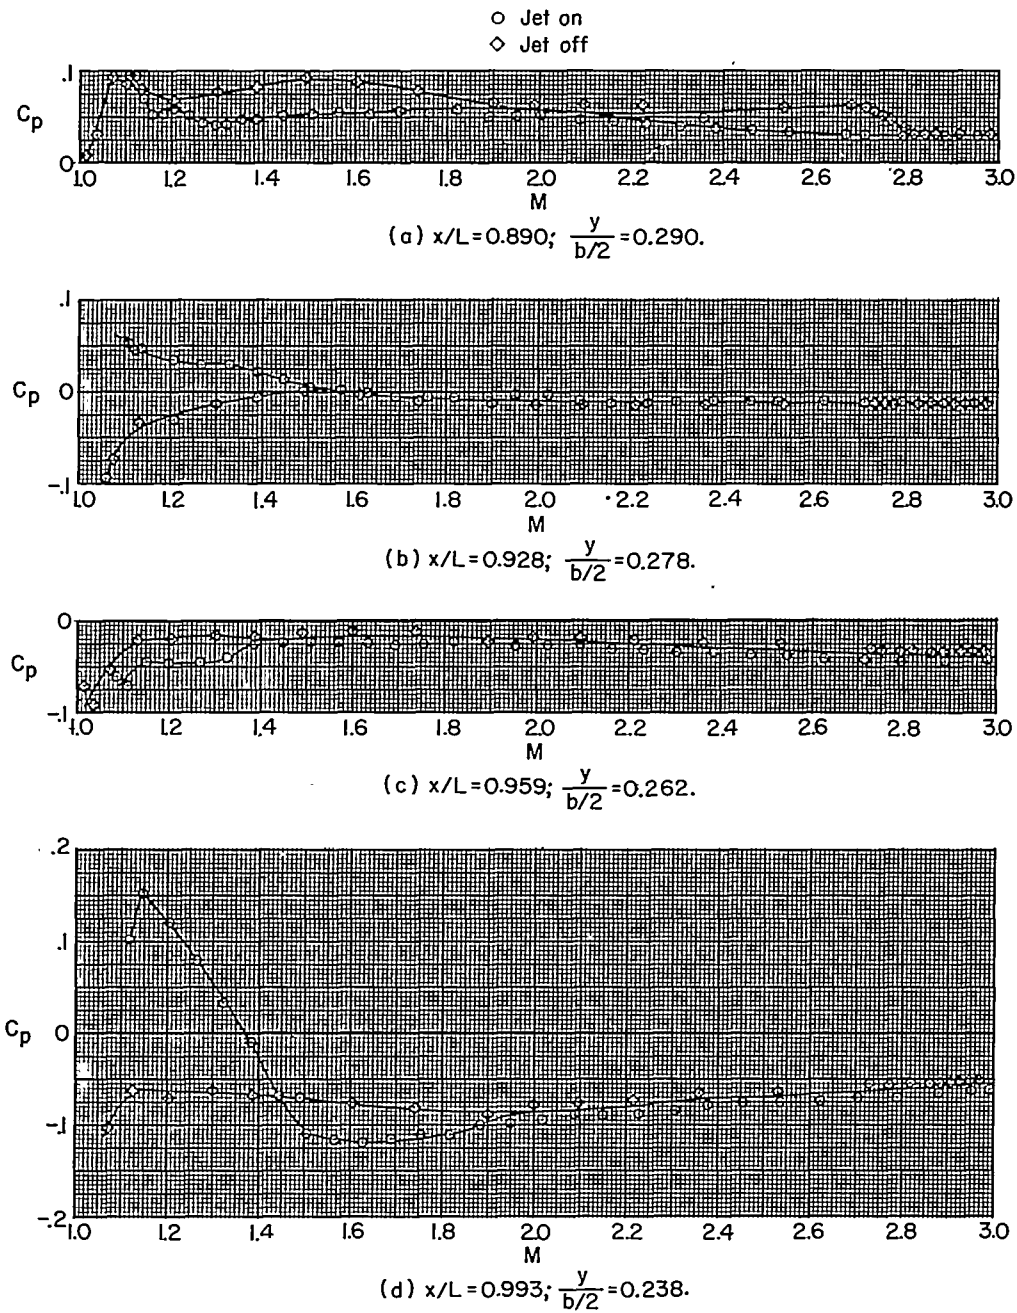 ○ Jet on
◇ Jet off
.1
Cp
0
1.0 1.2 1.4 1.6 1.8 2.0 2.2 2.4 2.6 2.8 3.0
M
(a) x/L=0.890; y/b/2=0.290.
.1
Cp 0
-.1
1.0 1.2 1.4 1.6 1.8 2.0 2.2 2.4 2.6 2.8 3.0
M
(b) x/L=0.928; y/b/2=0.278.
0
Cp
-.1
1.0 1.2 1.4 1.6 1.8 2.0 2.2 2.4 2.6 2.8 3.0
M
(c) x/L=0.959; y/b/2=0.262.
.2
.1
Cp 0
-.1
-.2
1.0 1.2 1.4 1.6 1.8 2.0 2.2 2.4 2.6 2.8 3.0
M
(d) x/L=0.993; y/b/2=0.238.